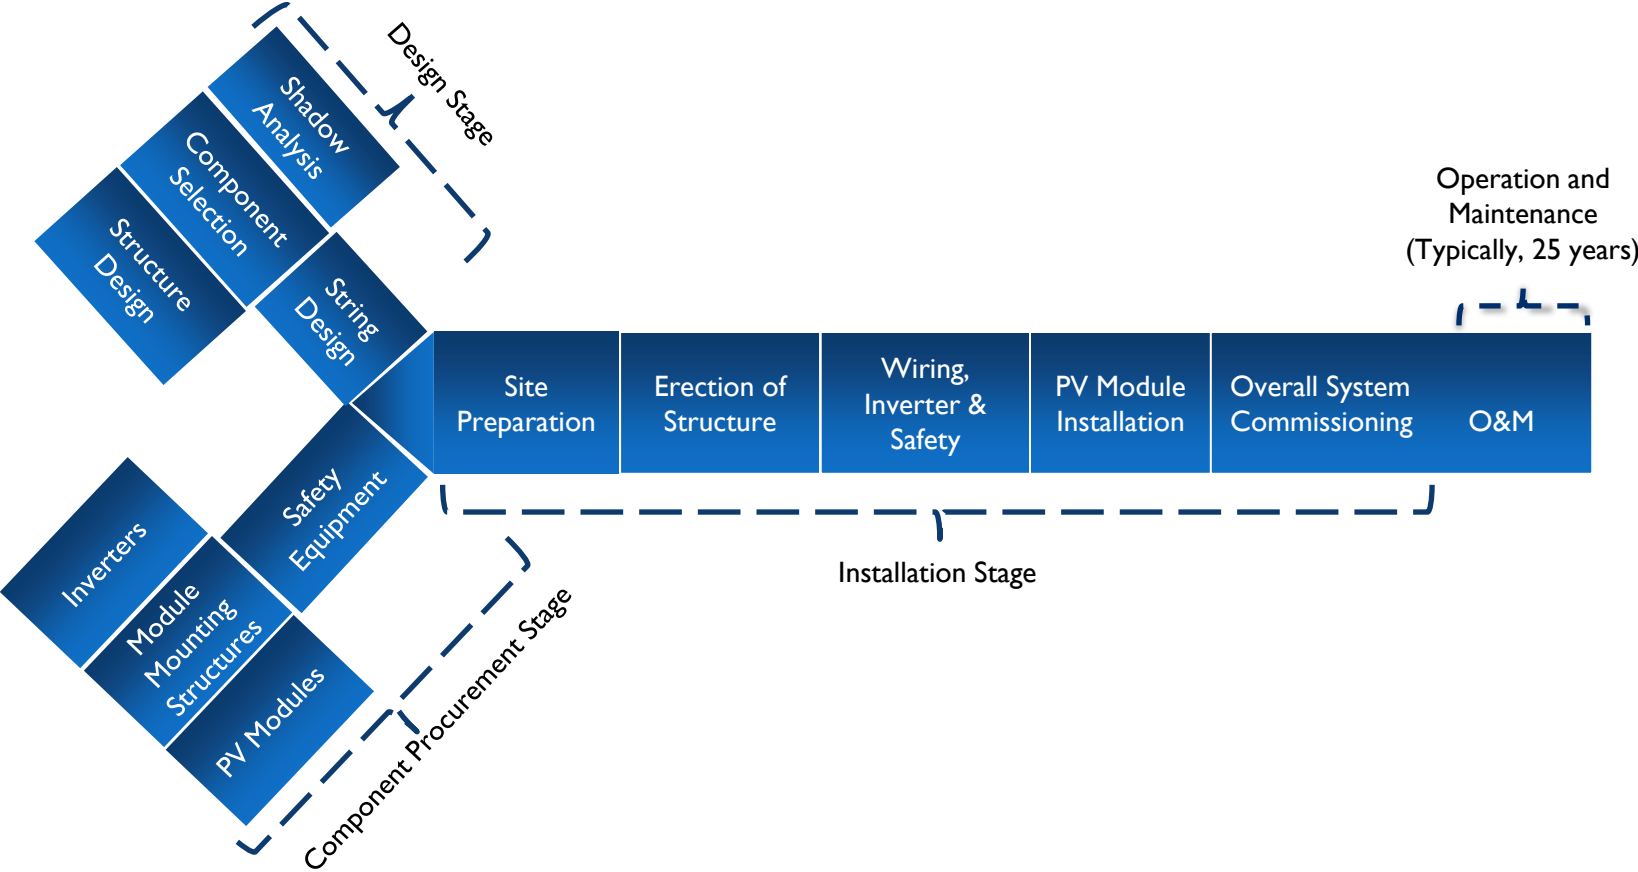 Design Stage
Shadow
Analysis
Component
Selection
Structure
Design
String
Design
Operation and
Maintenance
(Typically, 25 years)
Site
Preparation
Erection of
Structure
Wiring,
Inverter &
Safety
PV Module
Installation
Overall System
Commissioning
O&M
Safety
Equipment
Inverters
Module
Mounting
Structures
PV Modules
Component Procurement Stage
Installation Stage